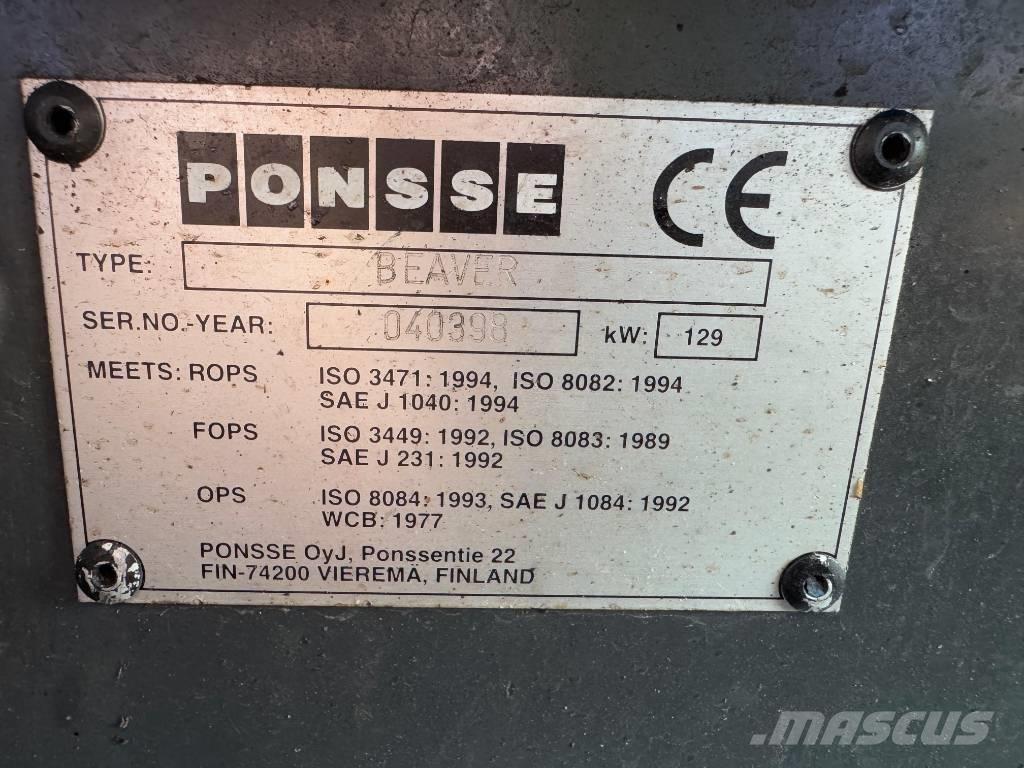 PONSSE CE
TYPE: BEAVER
SER.NO.-YEAR: 040398 kW: 129
MEETS: ROPS ISO 3471: 1994, ISO 8082: 1994
SAE J 1040: 1994
FOPS ISO 3449: 1992, ISO 8083: 1989
SAE J 231: 1992
OPS ISO 8084: 1993, SAE J 1084: 1992
WCB: 1977
PONSSE OyJ, Ponssentie 22
FIN-74200 VIEREMÄ, FINLAND
MASCUS